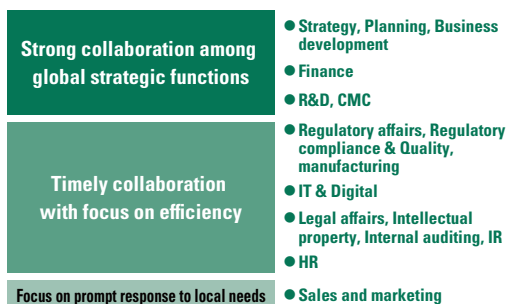 Strong collaboration among
global strategic functions
● Strategy, Planning, Business
development
● Finance
● R&D, CMC
Timely collaboration
with focus on efficiency
● Regulatory affairs, Regulatory
compliance & Quality,
manufacturing
● IT & Digital
● Legal affairs, Intellectual
property, Internal auditing, IR
● HR
Focus on prompt response to local needs
● Sales and marketing